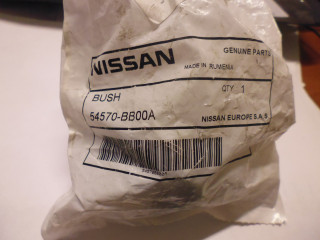 NISSAN
GENUINE PARTS
MADE IN RUMENIA
BUSH
QTY 1
54570-BB00A
NISSAN EUROPE S.A.S